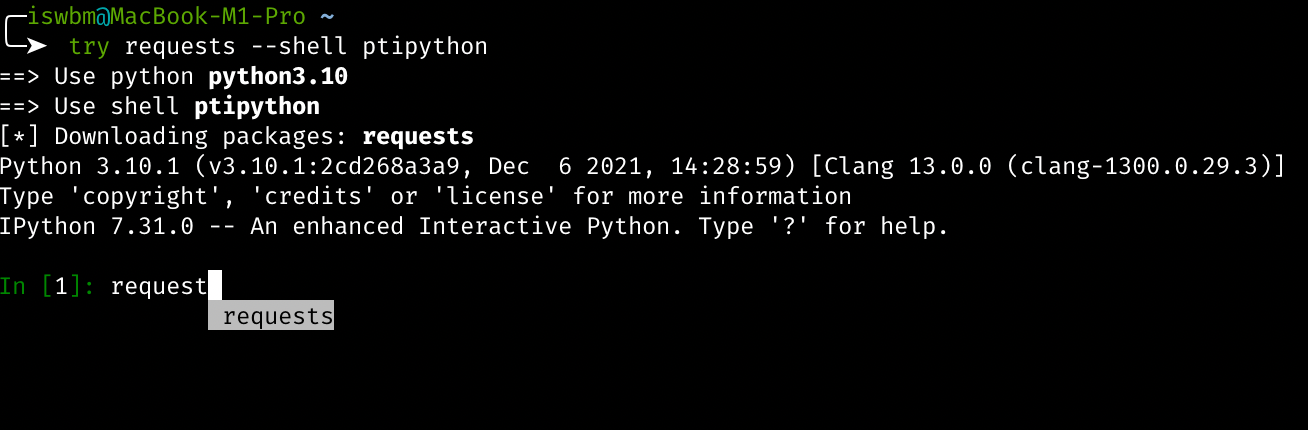 iswbm@MacBook-M1-Pro ~
try requests --shell ptipython
==> Use python python3.10
==> Use shell ptipython
[*] Downloading packages: requests
Python 3.10.1 (v3.10.1:2cd268a3a9, Dec  6 2021, 14:28:59) [Clang 13.0.0 (clang-1300.0.29.3)]
Type 'copyright', 'credits' or 'license' for more information
IPython 7.31.0 -- An enhanced Interactive Python. Type '?' for help.
In [1]: request
requests